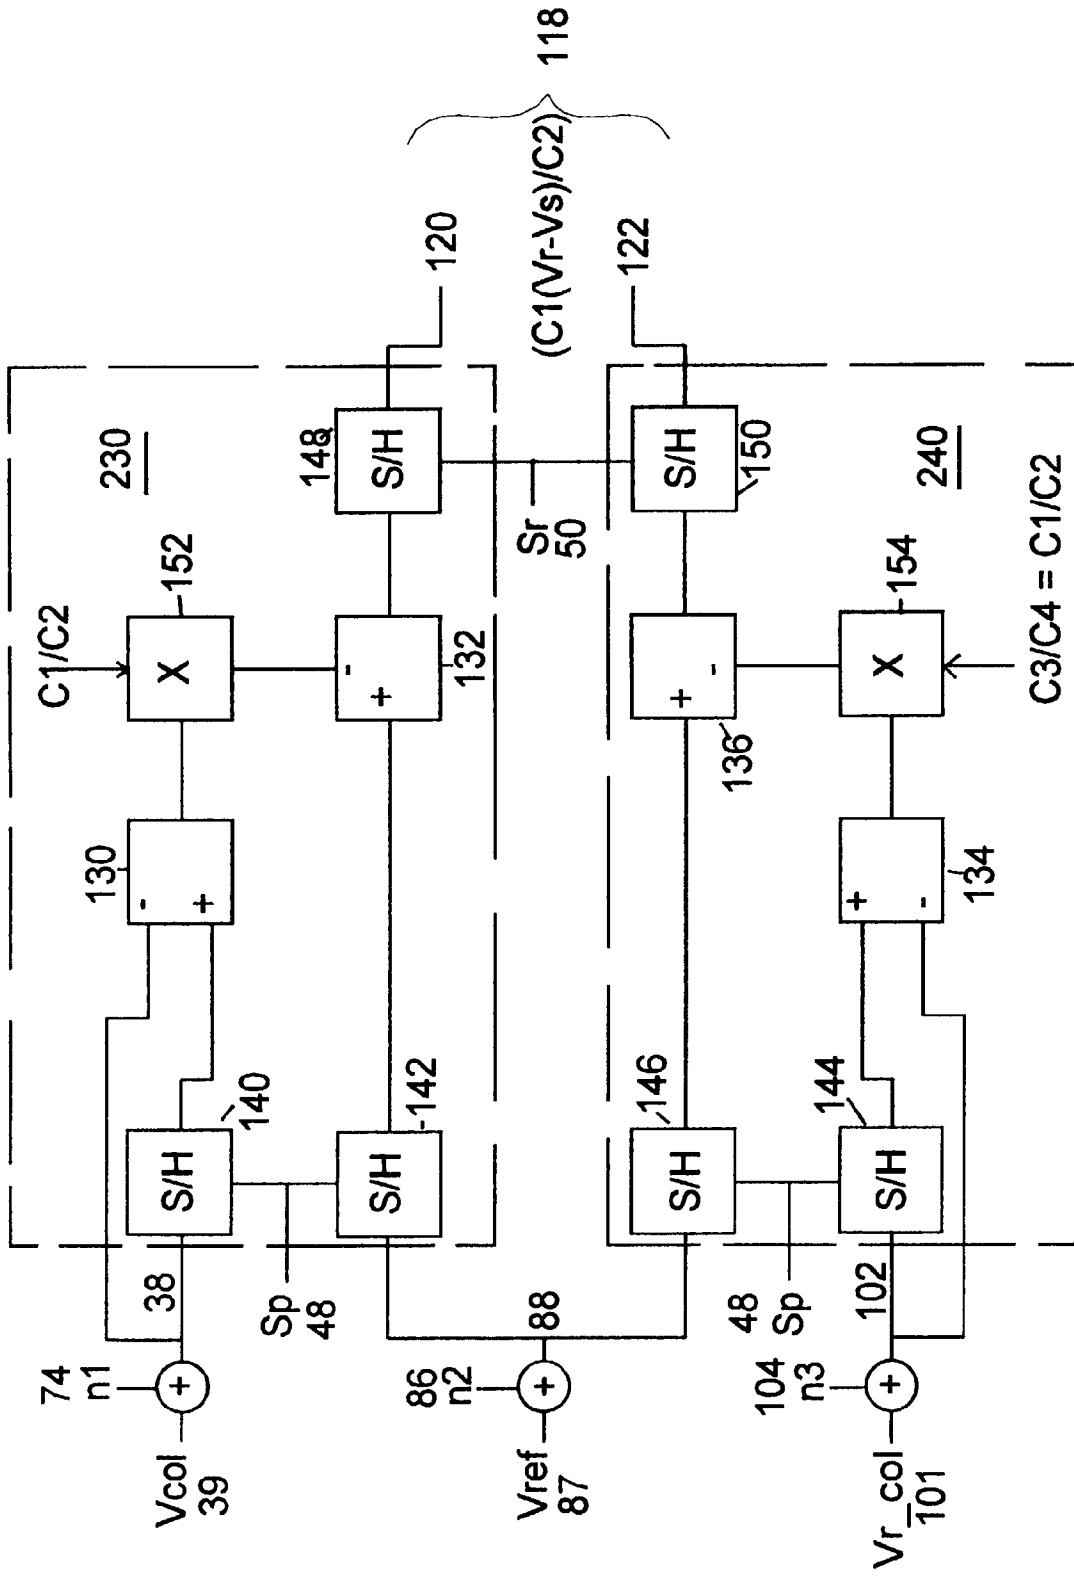 118
(C1(Vr-Vs)/C2)
120
122
230
148
S/H
Sr
50
S/H
150
240
C1/C2
152
X
-
+
132
+
-
136
X
154
C3/C4 = C1/C2
130
-
+
+
-
134
S/H
140
S/H
142
146
S/H
144
S/H
38
Sp
48
88
48
Sp
102
74
n1
+
86
n2
+
104
n3
+
Vcol
39
Vref
87
Vr_col
101